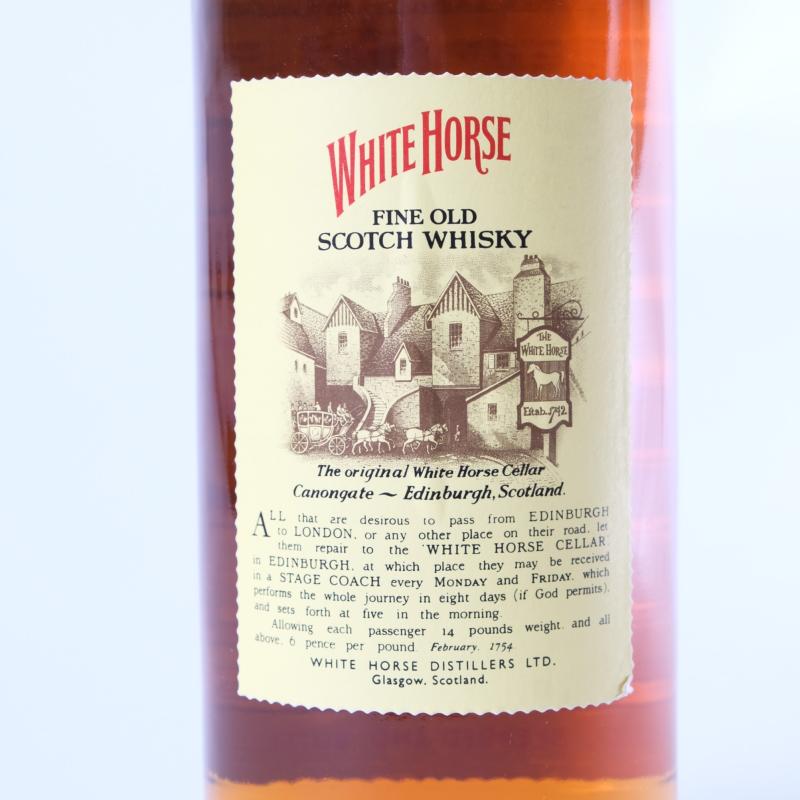 WHITE HORSE
FINE OLD
SCOTCH WHISKY
THE
WHITE HORSE
Estab. 1742
The original White Horse Cellar
Canongate ~ Edinburgh, Scotland.
ALL that are desirous to pass from EDINBURGH
to LONDON, or any other place on their road, let
them repair to the 'WHITE HORSE CELLAR'
in EDINBURGH, at which place they may be received
in a STAGE COACH every MONDAY and FRIDAY, which
performs the whole journey in eight days (if God permits),
and sets forth at five in the morning.
Allowing each passenger 14 pounds weight, and all
above, 6 pence per pound. February, 1754.
WHITE HORSE DISTILLERS LTD.
Glasgow, Scotland.